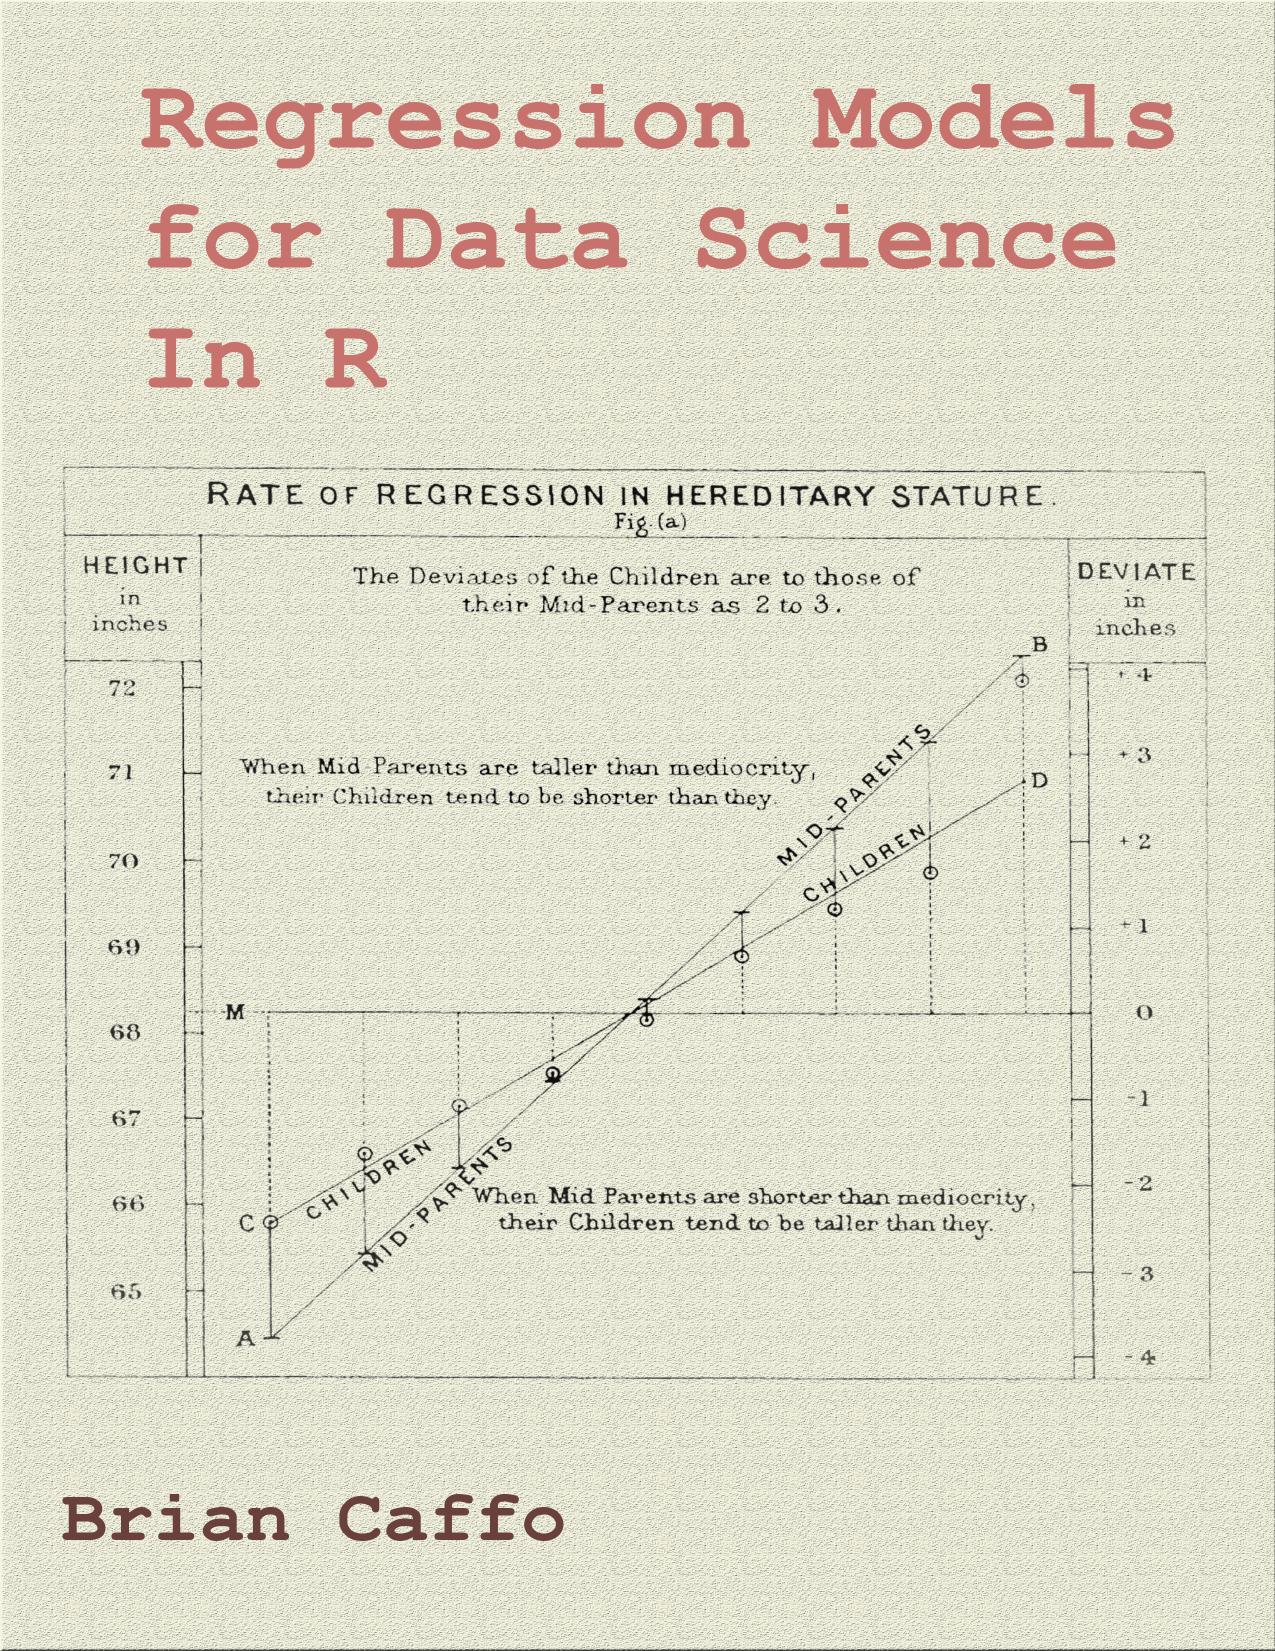 Regression Models
for Data Science
In R
RATE OF REGRESSION IN HEREDITARY STATURE.
Fig. (a)
HEIGHT
in
inches
The Deviates of the Children are to those of
their Mid-Parents as 2 to 3.
DEVIATE
in
inches
B
72
+4
When Mid-Parents are taller than mediocrity,
their Children tend to be shorter than they.
MID-PARENTS
71
+3
D
CHILDREN
70
+2
69
+1
M
0
68
67
-1
CHILDREN
MID-PARENTS
When Mid Parents are shorter than mediocrity,
their Children tend to be taller than they.
66
-2
C
65
-3
A
-4
Brian Caffo